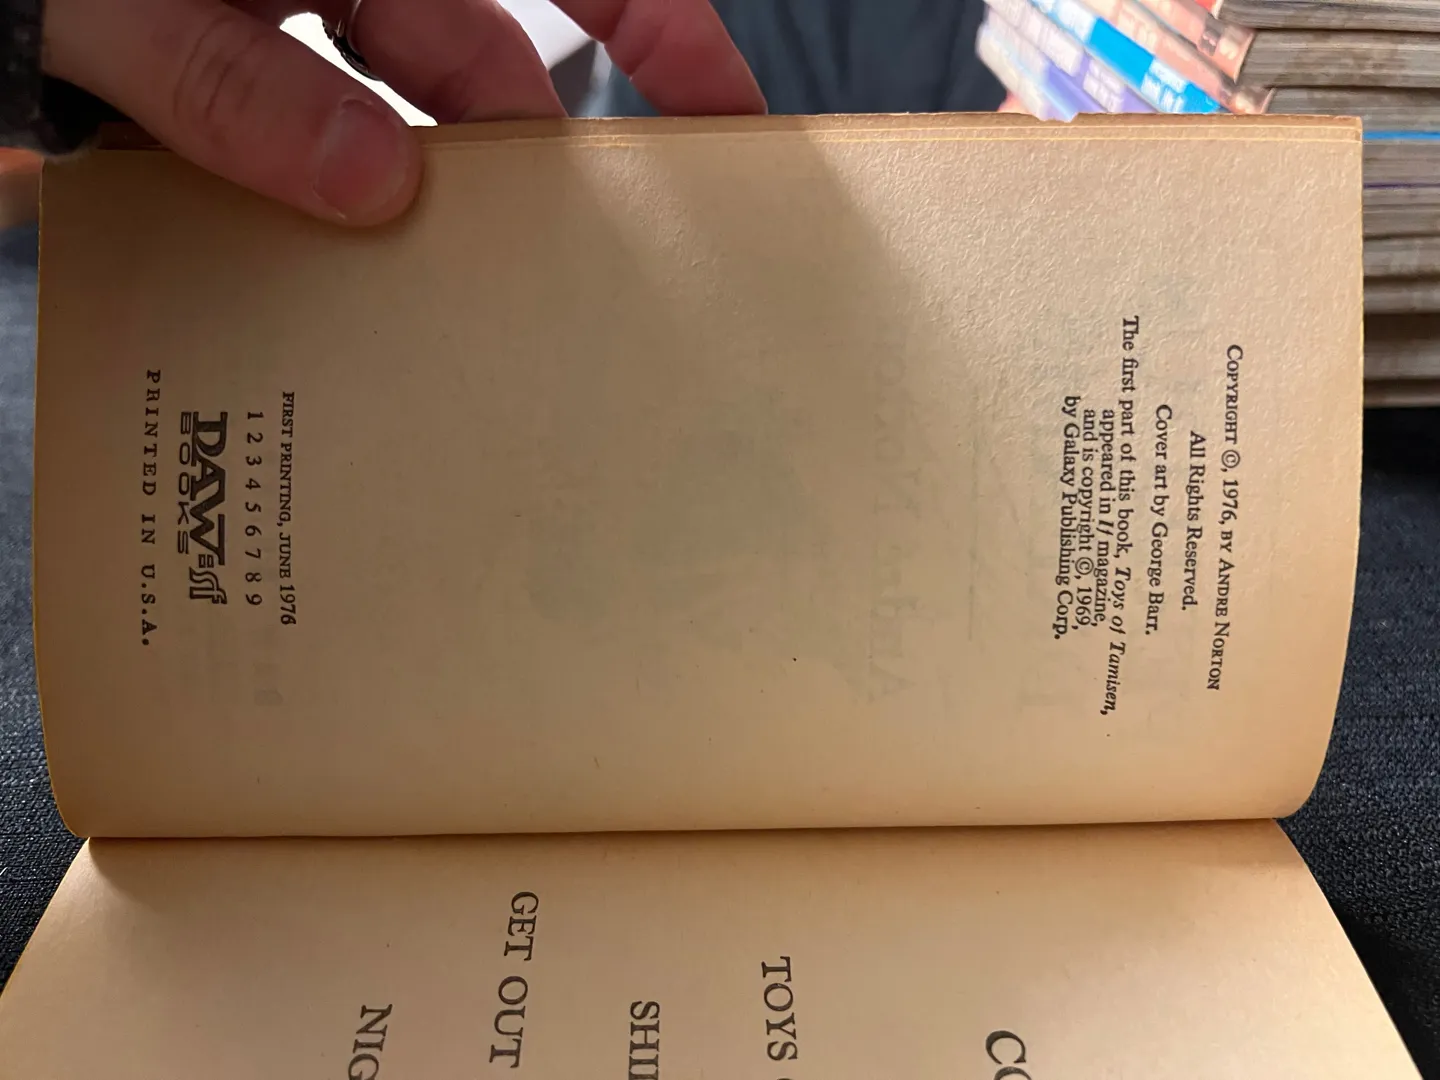 COPYRIGHT ©, 1976, BY ANDRE NORTON
All Rights Reserved.
Cover art by George Barr.
The first part of this book, Toys of Tamisen,
appeared in If magazine,
and is copyright ©, 1969,
by Galaxy Publishing Corp.
FIRST PRINTING, JUNE 1976
1 2 3 4 5 6 7 8 9
DAW sf
BOOKS
PRINTED IN U.S.A.
TOYS
GET OUT